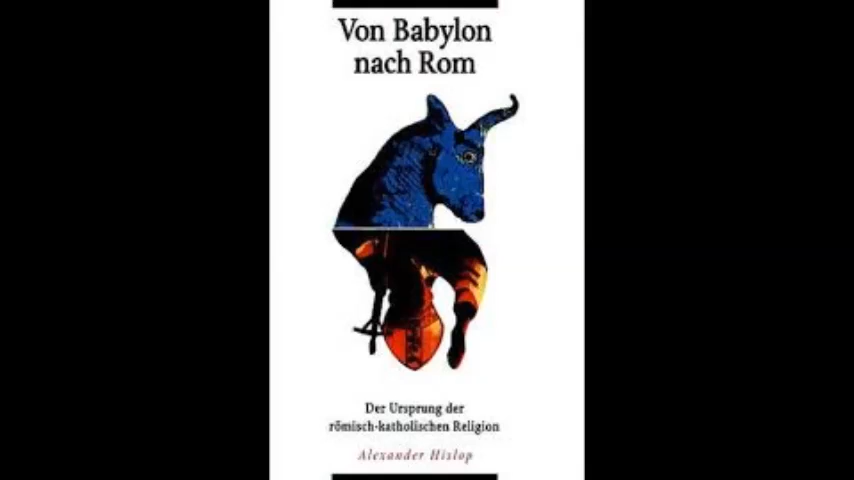 Von Babylon
nach Rom
Der Ursprung der
römisch-katholischen Religion
Alexander Hislop